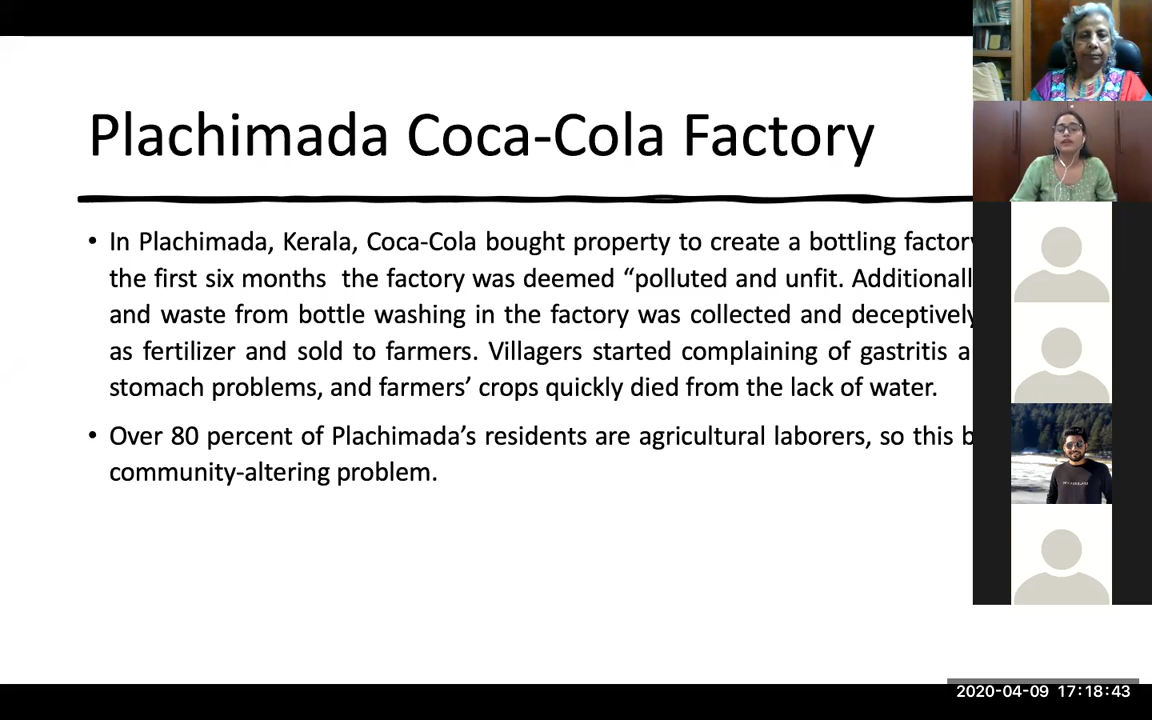 Plachimada Coca-Cola Factory
• In Plachimada, Kerala, Coca-Cola bought property to create a bottling factory
the first six months the factory was deemed “polluted and unfit. Additionall
and waste from bottle washing in the factory was collected and deceptively
as fertilizer and sold to farmers. Villagers started complaining of gastritis a
stomach problems, and farmers’ crops quickly died from the lack of water.
• Over 80 percent of Plachimada’s residents are agricultural laborers, so this b
community-altering problem.
2020-04-09 17:18:43